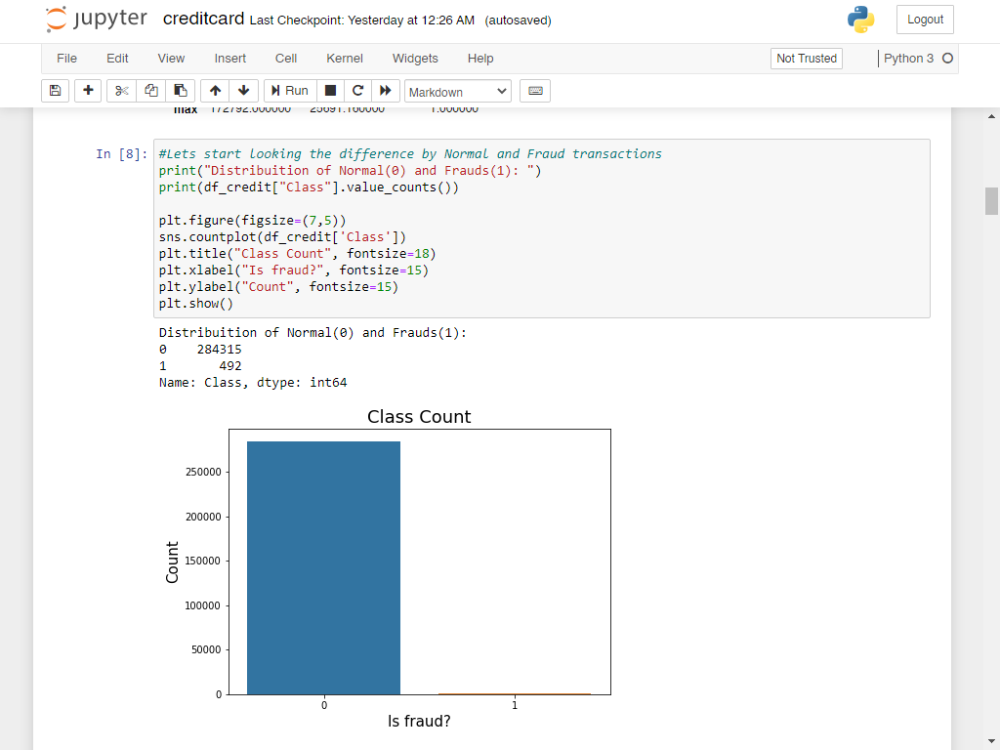 jupyter creditcard Last Checkpoint: Yesterday at 12:26 AM (autosaved) Logout
File Edit View Insert Cell Kernel Widgets Help Not Trusted Python 3
Run Markdown
max 172792.000000 25691.160000 1.000000
In [8]: #Lets start looking the difference by Normal and Fraud transactions
print("Distribuition of Normal(0) and Frauds(1): ")
print(df_credit["Class"].value_counts())
plt.figure(figsize=(7,5))
sns.countplot(df_credit['Class'])
plt.title("Class Count", fontsize=18)
plt.xlabel("Is fraud?", fontsize=15)
plt.ylabel("Count", fontsize=15)
plt.show()
Distribuition of Normal(0) and Frauds(1):
0 284315
1 492
Name: Class, dtype: int64
Class Count
250000
200000
150000
100000
50000
0
Count
0 1
Is fraud?